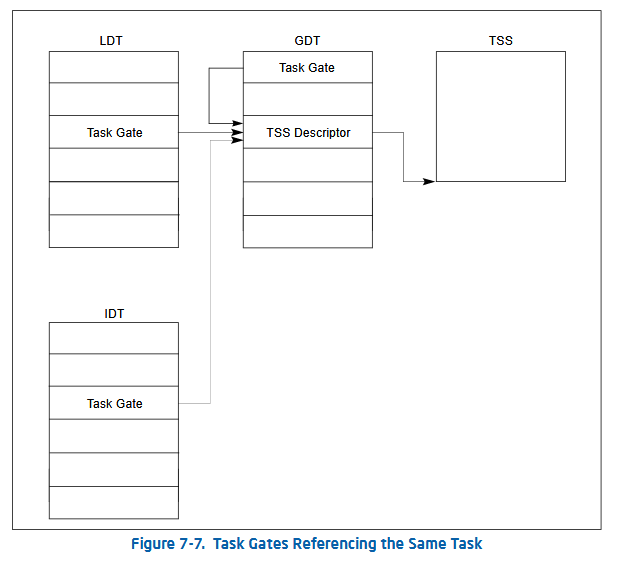 LDT
GDT
TSS
Task Gate
Task Gate
TSS Descriptor
IDT
Task Gate
Figure 7-7. Task Gates Referencing the Same Task